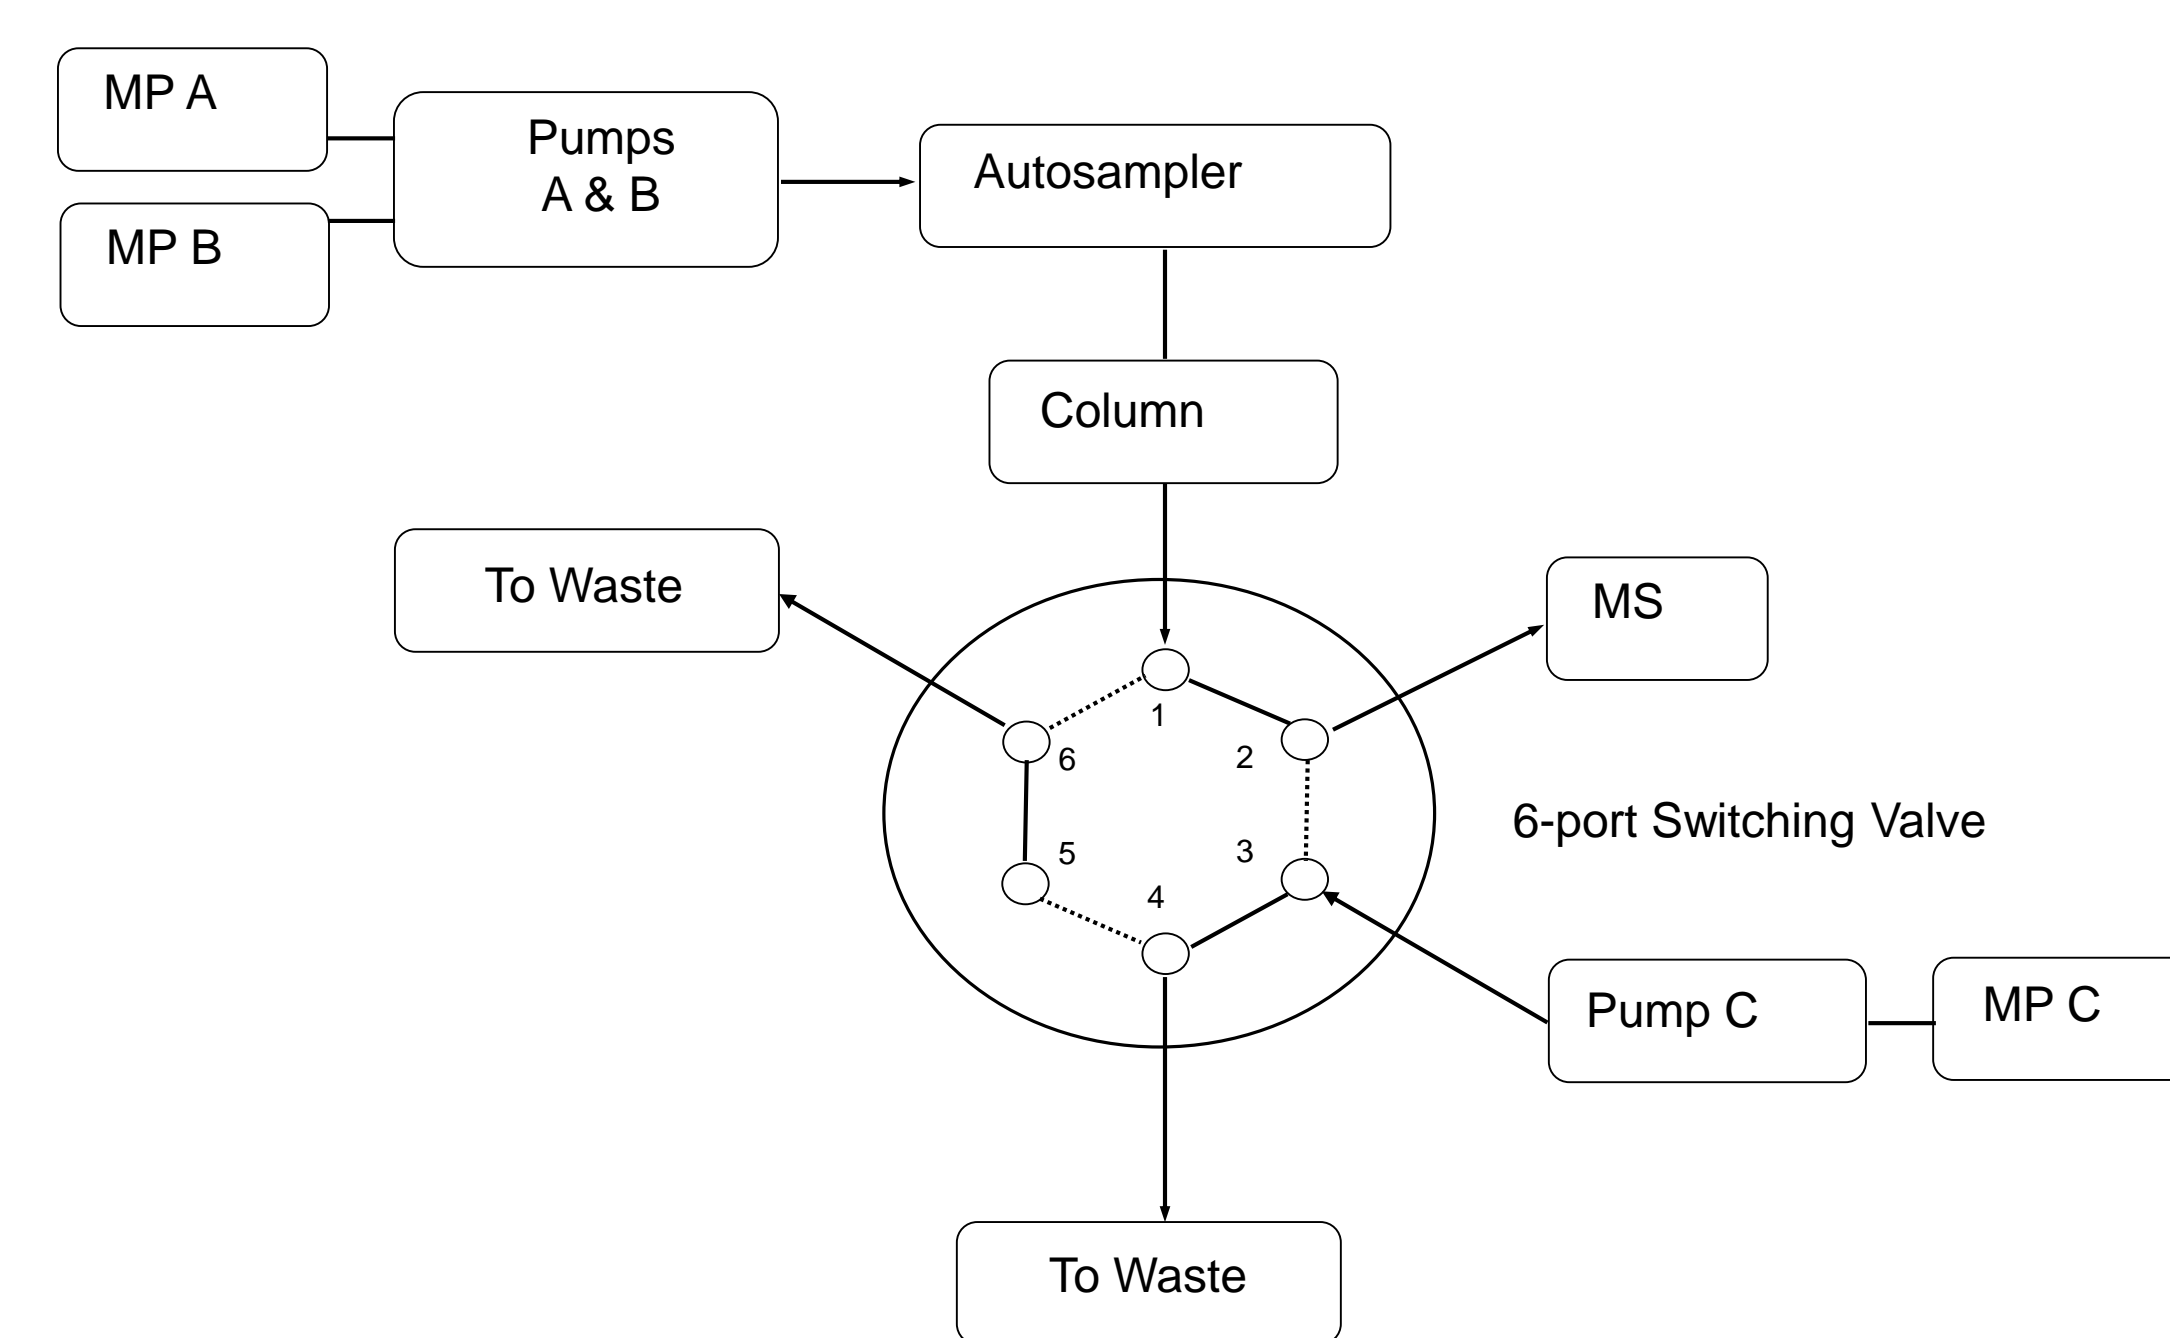 MP A
Pumps
A & B
Autosampler
MP B
Column
To Waste
MS
1
6
2
6-port Switching Valve
5
3
4
Pump C
MP C
To Waste